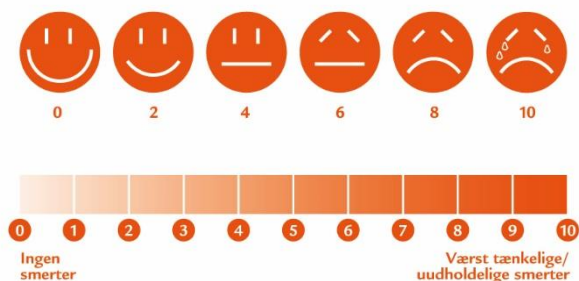 0 2 4 6 8 10
0 1 2 3 4 5 6 7 8 9 10
Ingen
smerter
Værst tænkelige/
uudholdelige smerter